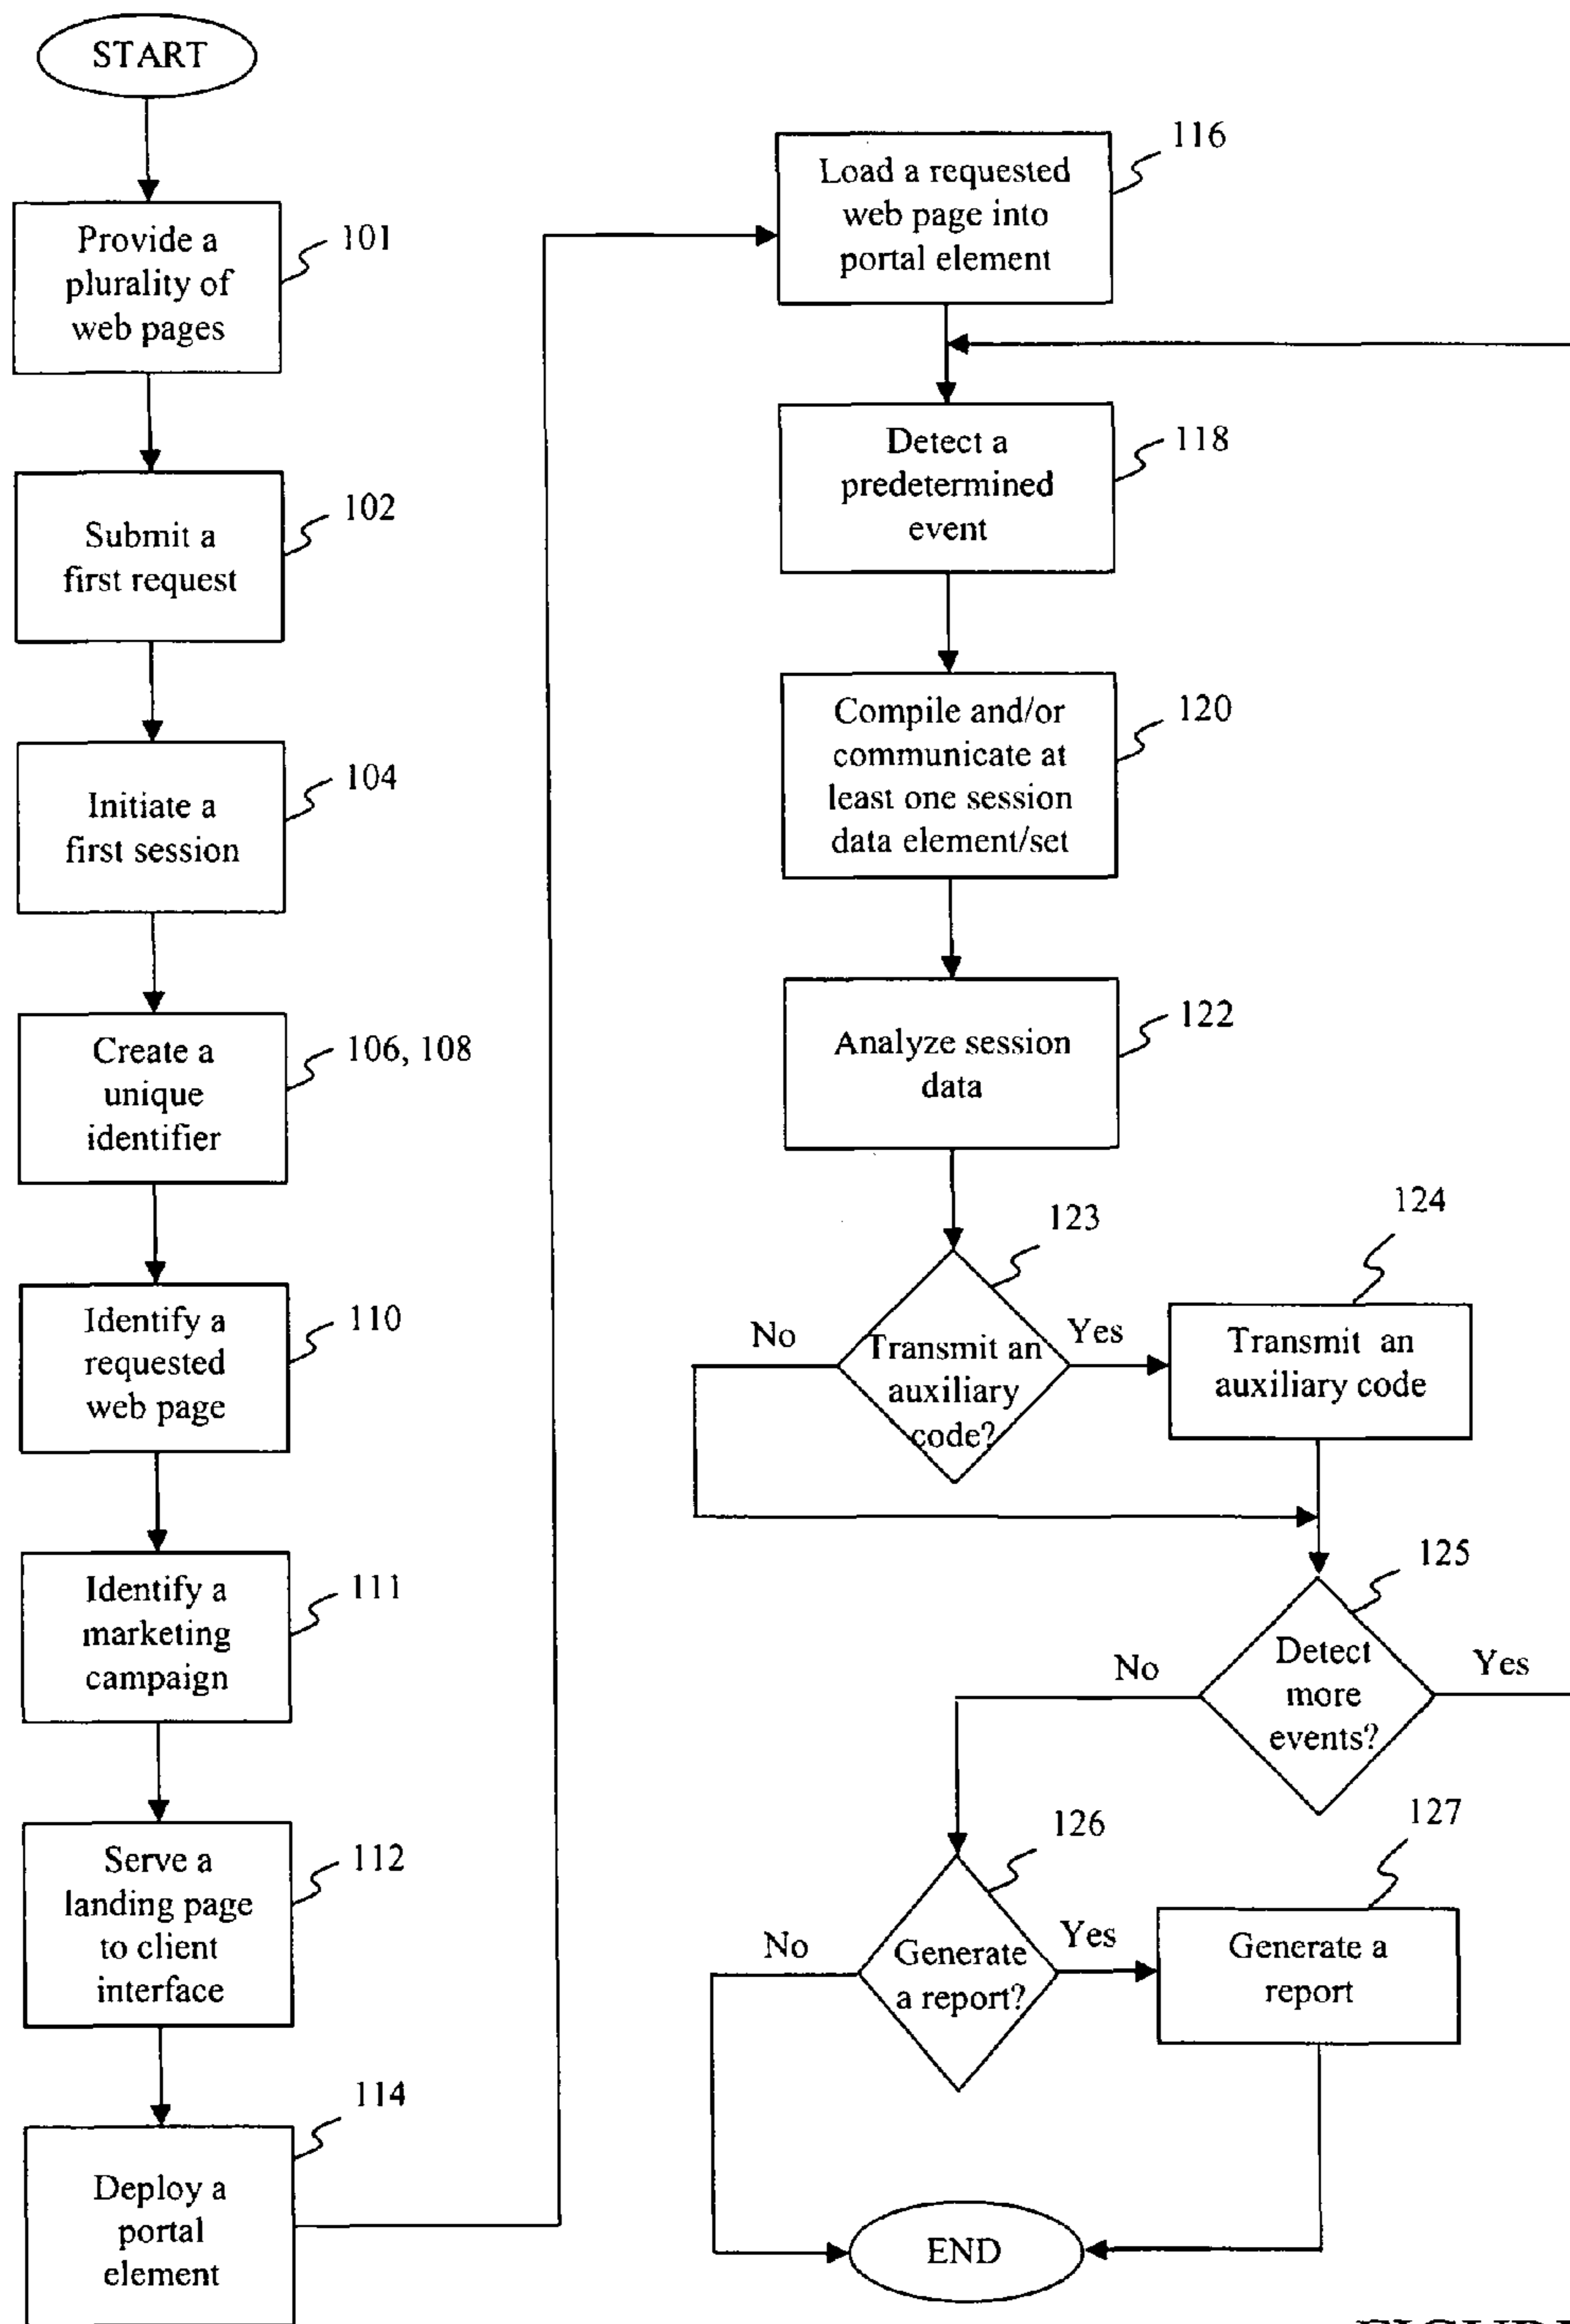 START
Provide a
plurality of
web pages
101
Submit a
first request
102
Initiate a
first session
104
Create a
unique
identifier
106, 108
Identify a
requested
web page
110
Identify a
marketing
campaign
111
Serve a
landing page
to client
interface
112
Deploy a
portal
element
114
Load a requested
web page into
portal element
116
Detect a
predetermined
event
118
Compile and/or
communicate at
least one session
data element/set
120
Analyze session
data
122
Transmit an
auxiliary
code?
123
No
Yes
Transmit an
auxiliary code
124
Detect
more
events?
125
No
Yes
Generate
a report?
126
No
Yes
Generate a
report
127
END